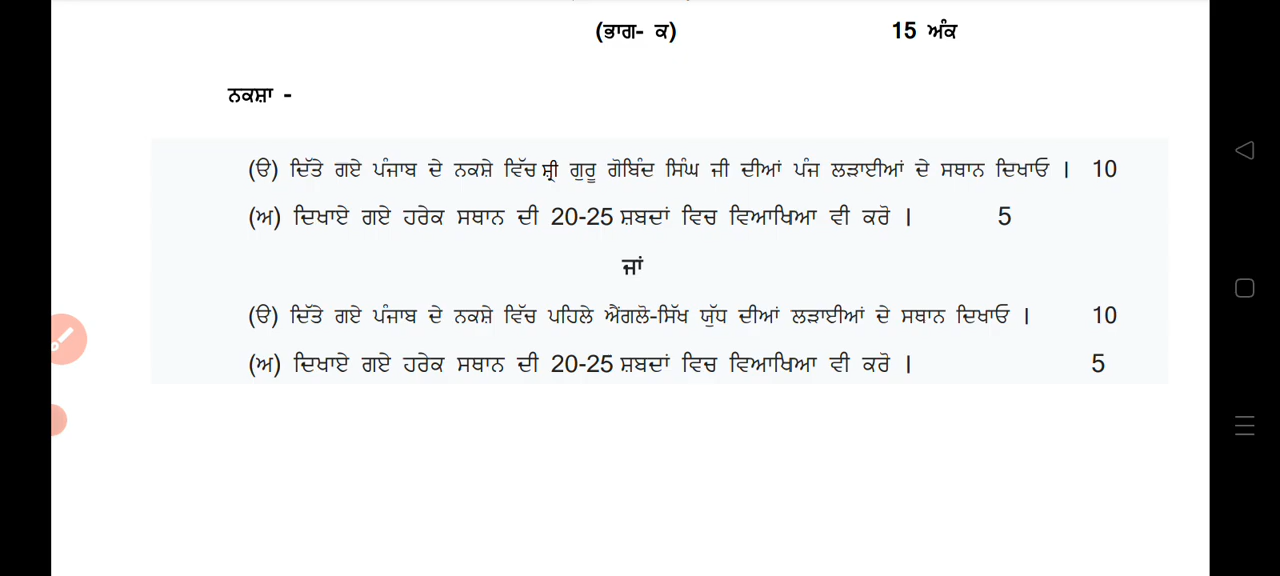 (ਭਾਗ- ਕ) 15 ਅੰਕ
ਨਕਸ਼ਾ -
(ੳ) ਦਿੱਤੇ ਗਏ ਪੰਜਾਬ ਦੇ ਨਕਸ਼ੇ ਵਿੱਚ ਸ਼੍ਰੀ ਗੁਰੂ ਗੋਬਿੰਦ ਸਿੰਘ ਜੀ ਦੀਆਂ ਪੰਜ ਲੜਾਈਆਂ ਦੇ ਸਥਾਨ ਦਿਖਾਓ । 10
(ਅ) ਦਿਖਾਏ ਗਏ ਹਰੇਕ ਸਥਾਨ ਦੀ 20-25 ਸ਼ਬਦਾਂ ਵਿਚ ਵਿਆਖਿਆ ਵੀ ਕਰੋ । 5
ਜਾਂ
(ੳ) ਦਿੱਤੇ ਗਏ ਪੰਜਾਬ ਦੇ ਨਕਸ਼ੇ ਵਿੱਚ ਪਹਿਲੇ ਐਂਗਲੋ-ਸਿੱਖ ਯੁੱਧ ਦੀਆਂ ਲੜਾਈਆਂ ਦੇ ਸਥਾਨ ਦਿਖਾਓ । 10
(ਅ) ਦਿਖਾਏ ਗਏ ਹਰੇਕ ਸਥਾਨ ਦੀ 20-25 ਸ਼ਬਦਾਂ ਵਿਚ ਵਿਆਖਿਆ ਵੀ ਕਰੋ । 5